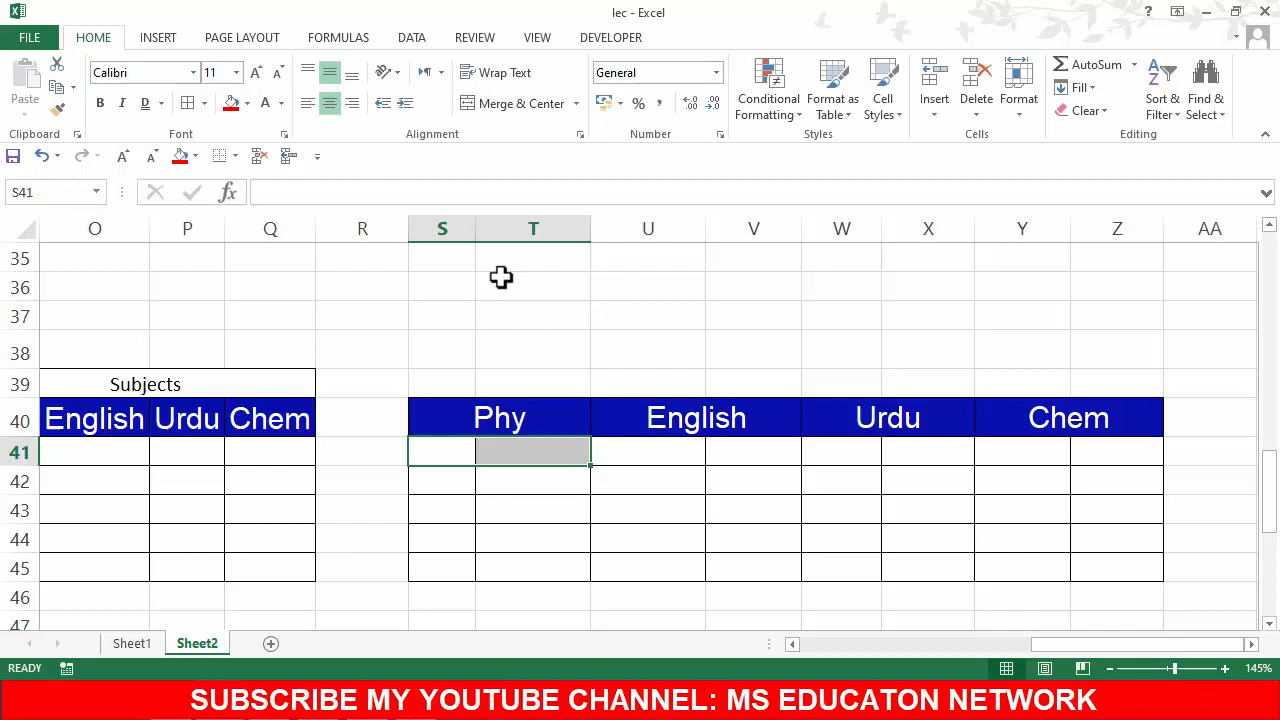 lec - Excel
FILE HOME INSERT PAGE LAYOUT FORMULAS DATA REVIEW VIEW DEVELOPER
Paste
Calibri 11
B I D A
Clipboard Font
Wrap Text
Merge & Center
Alignment
General
% ,
Number
Conditional Formatting Format as Table Cell Styles
Styles
Insert Delete Format
Cells
AutoSum
Fill
Clear
Sort & Filter Find & Select
Editing
S41 fx
O P Q R S T U V W X Y Z AA
35
36
37
38
39 Subjects
40 English Urdu Chem Phy English Urdu Chem
41
42
43
44
45
46
47
Sheet1 Sheet2
READY 145%
SUBSCRIBE MY YOUTUBE CHANNEL: MS EDUCATON NETWORK